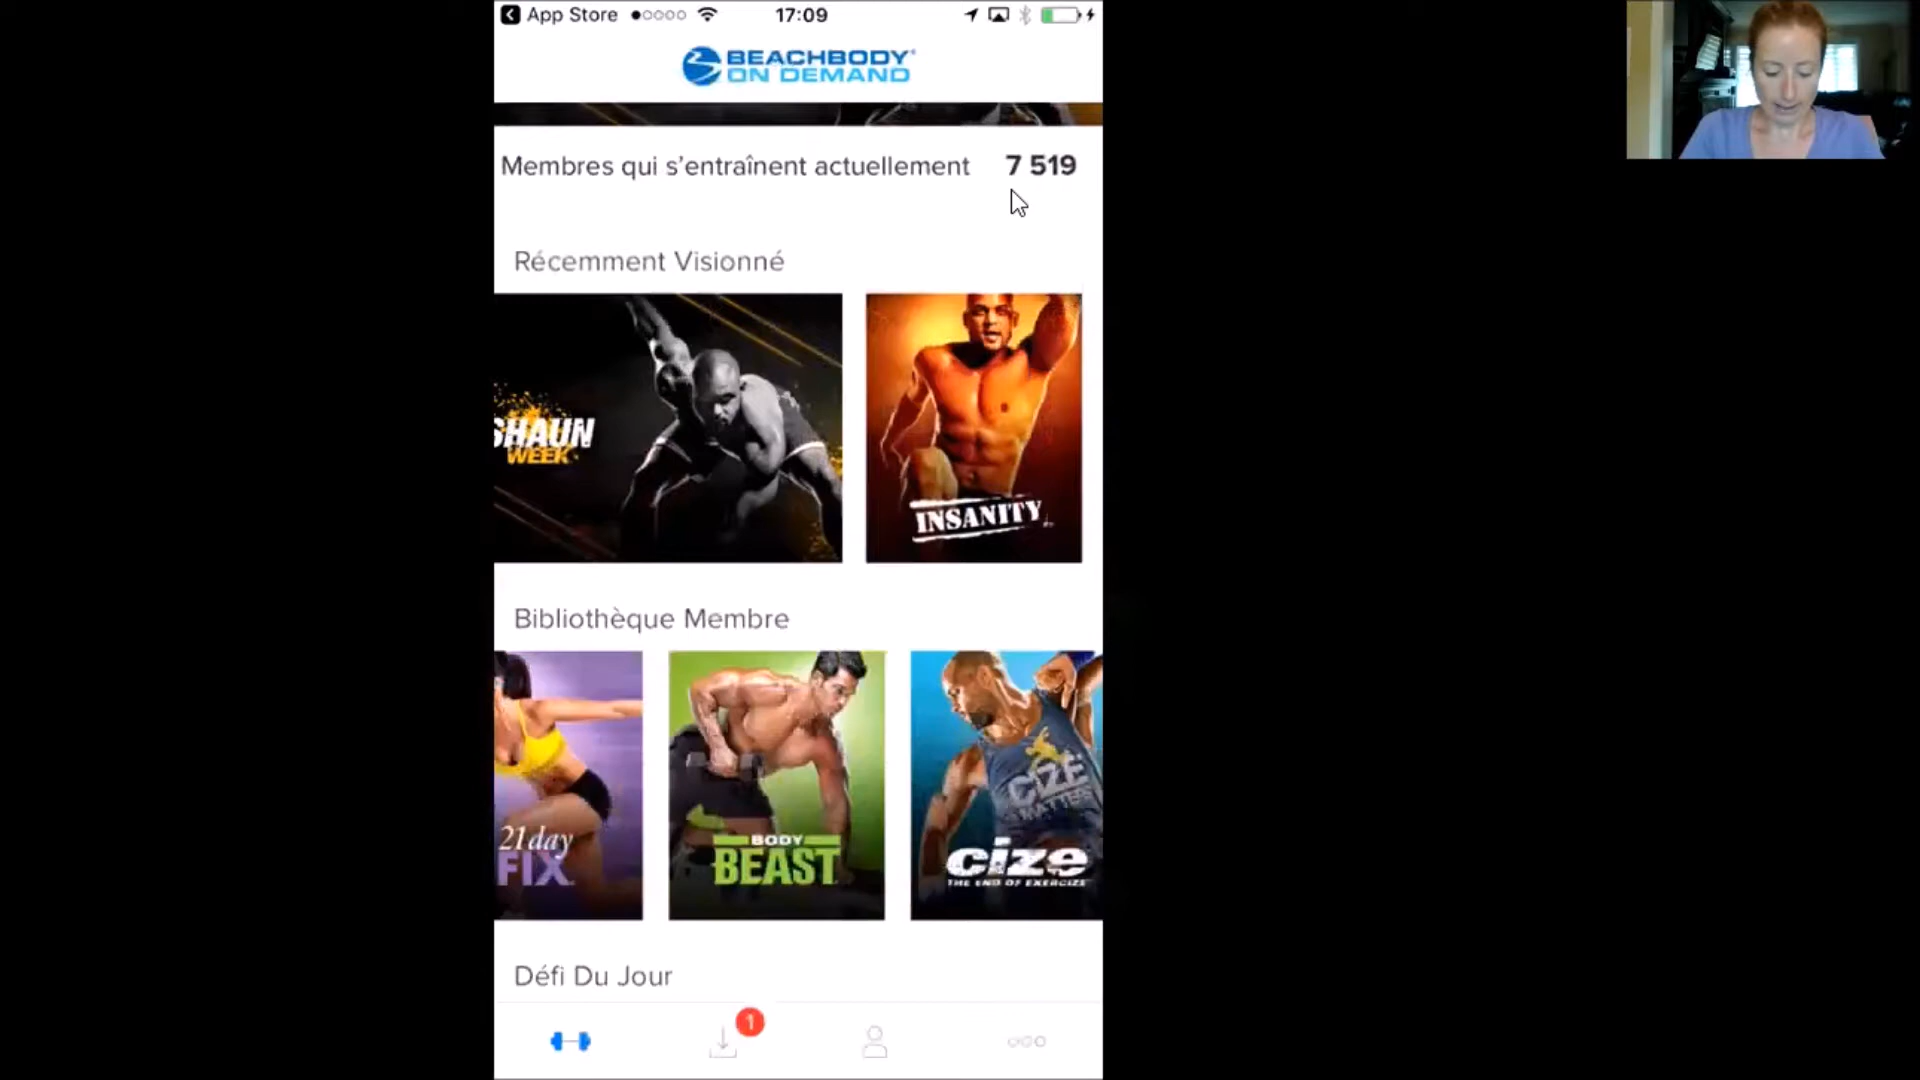 App Store
17:09
BEACHBODY
ON DEMAND
Membres qui s'entraînent actuellement 7 519
Récemment Visionné
SHAUN
WEEK
INSANITY
Bibliothèque Membre
21 day
FIX
BODY
BEAST
CIZE
MATTERS
cize
THE END OF EXERCIZE
Défi Du Jour
1